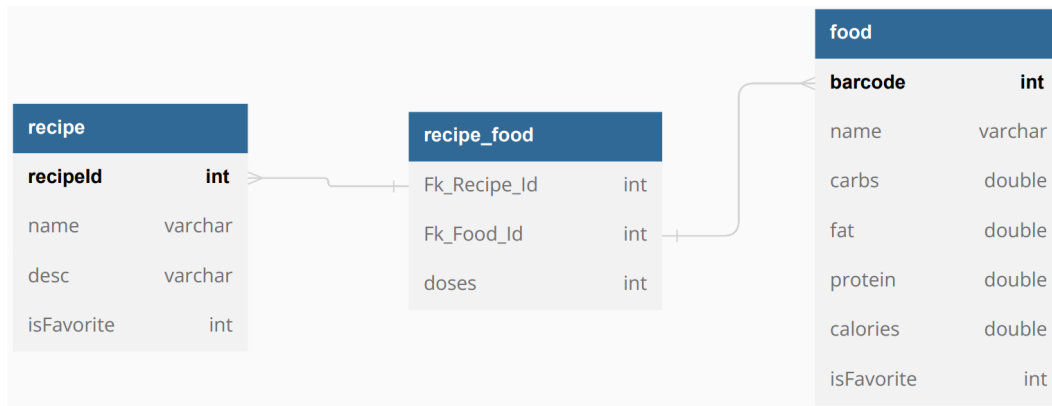 recipe
recipeId int
name varchar
desc varchar
isFavorite int
recipe_food
Fk_Recipe_Id int
Fk_Food_Id int
doses int
food
barcode int
name varchar
carbs double
fat double
protein double
calories double
isFavorite int